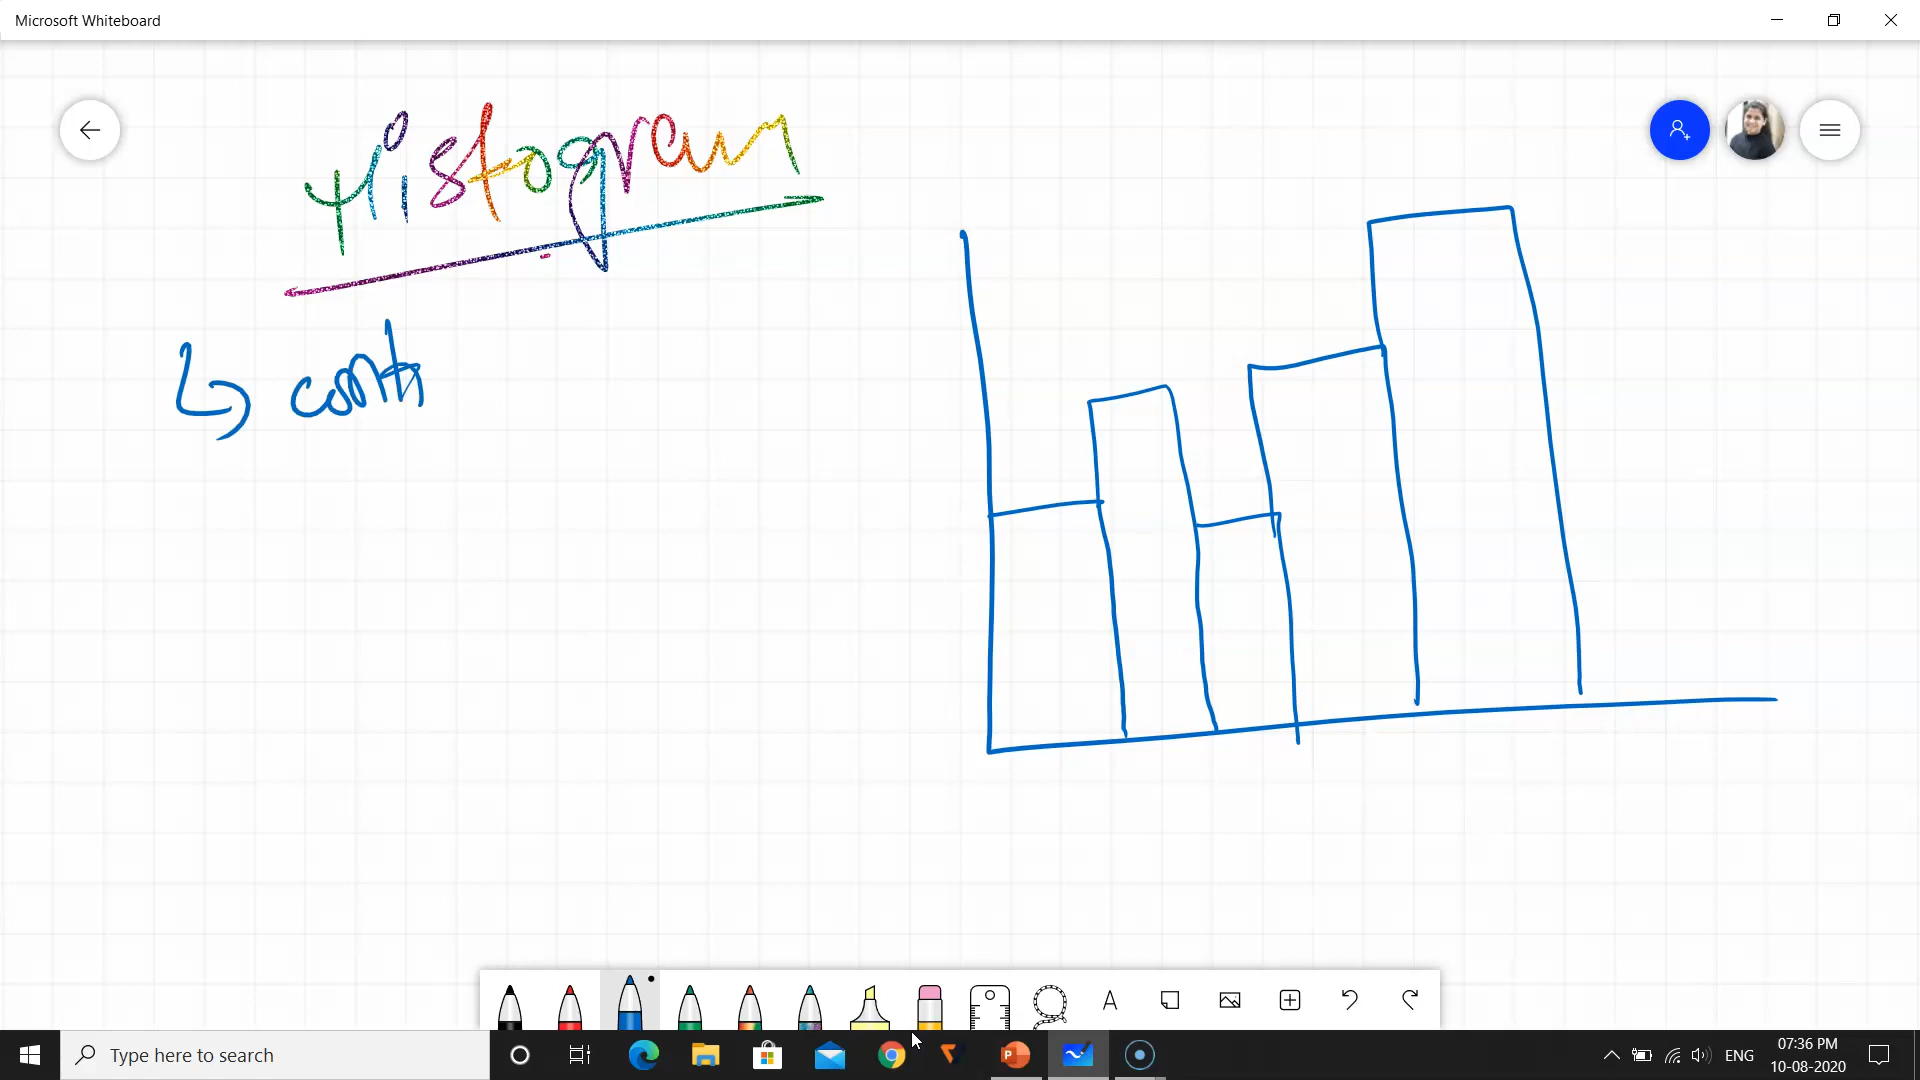 Microsoft Whiteboard
Histogram
conti
A
Type here to search
P
ENG
07:36 PM
10-08-2020